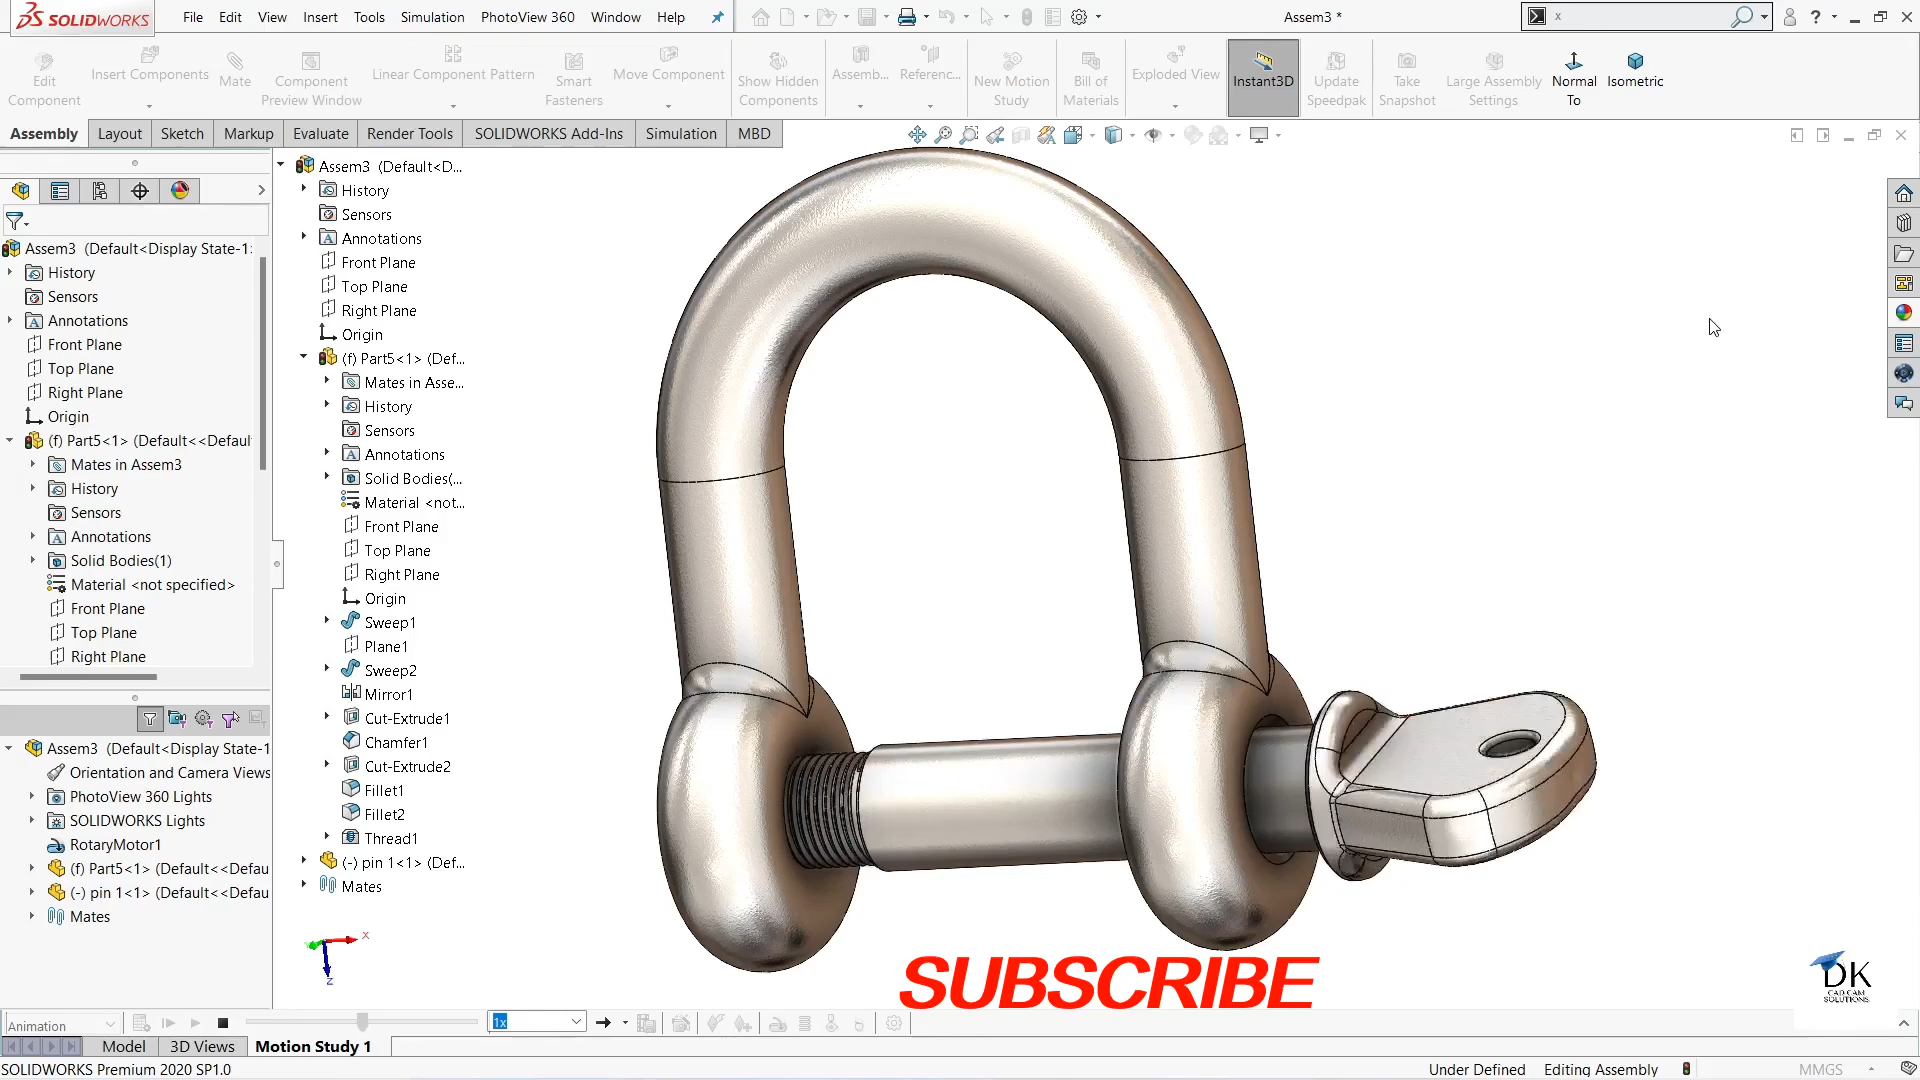 SOLIDWORKS
File Edit View Insert Tools Simulation PhotoView 360 Window Help
Assem3 *
x
Edit Component
Insert Components
Mate
Component Preview Window
Linear Component Pattern
Smart Fasteners
Move Component
Show Hidden Components
Assemb...
Referenc...
New Motion Study
Bill of Materials
Exploded View
Instant3D
Update Speedpak
Take Snapshot
Large Assembly Settings
Normal To
Isometric
Assembly Layout Sketch Markup Evaluate Render Tools SOLIDWORKS Add-Ins Simulation MBD
Assem3 (Default<Display State-1>
History
Sensors
Annotations
Front Plane
Top Plane
Right Plane
Origin
(f) Part5<1> (Default<<Defaul
Mates in Assem3
History
Sensors
Annotations
Solid Bodies(1)
Material <not specified>
Front Plane
Top Plane
Right Plane
Assem3 (Default<Display State-1
Orientation and Camera Views
PhotoView 360 Lights
SOLIDWORKS Lights
RotaryMotor1
(f) Part5<1> (Default<<Defau
(-) pin 1<1> (Default<<Defau
Mates
Assem3 (Default<D...
History
Sensors
Annotations
Front Plane
Top Plane
Right Plane
Origin
(f) Part5<1> (Def...
Mates in Asse...
History
Sensors
Annotations
Solid Bodies(...
Material <not...
Front Plane
Top Plane
Right Plane
Origin
Sweep1
Plane1
Sweep2
Mirror1
Cut-Extrude1
Chamfer1
Cut-Extrude2
Fillet1
Fillet2
Thread1
(-) pin 1<1> (Def...
Mates
x
z
SUBSCRIBE
DK
CAD CAM
SOLUTIONS.
Animation
1x
Model 3D Views Motion Study 1
SOLIDWORKS Premium 2020 SP1.0
Under Defined Editing Assembly MMGS